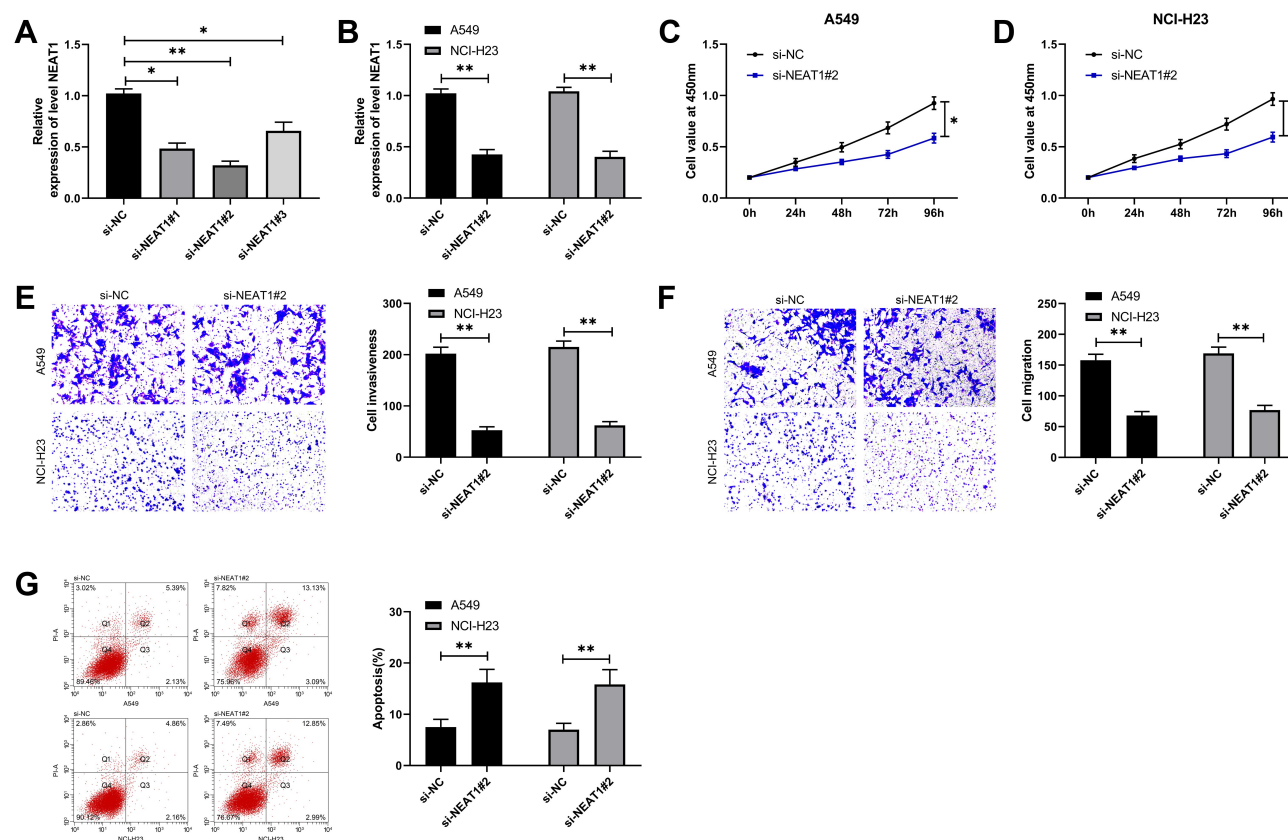 A
Relative
expression of level NEAT1
1.5
1.0
0.5
0.0
*
**
*
si-NC
si-NEAT1#1
si-NEAT1#2
si-NEAT1#3
B
A549
NCI-H23
Relative
expression of level NEAT1
1.5
1.0
0.5
0.0
**
**
si-NC
si-NEAT1#2
si-NC
si-NEAT1#2
C
A549
si-NC
si-NEAT1#2
Cell value at 450nm
1.5
1.0
0.5
0.0
*
0h 24h 48h 72h 96h
D
NCI-H23
si-NC
si-NEAT1#2
Cell value at 450nm
1.5
1.0
0.5
0.0
0h 24h 48h 72h 96h
E
si-NC si-NEAT1#2
A549
NCI-H23
A549
NCI-H23
Cell invasiveness
300
200
100
0
**
**
si-NC
si-NEAT1#2
si-NC
si-NEAT1#2
F
si-NC si-NEAT1#2
A549
NCI-H23
A549
NCI-H23
Cell migration
250
200
150
100
50
0
**
**
si-NC
si-NEAT1#2
si-NC
si-NEAT1#2
G
si-NC
3.02% 5.39%
Q1 Q2
Q4 Q3
89.46% 2.13%
PI-A
A549
si-NEAT1#2
7.82% 13.13%
Q1 Q2
Q4 Q3
75.96% 3.09%
PI-A
A549
si-NC
2.86% 4.86%
Q1 Q2
Q4 Q3
90.12% 2.16%
PI-A
NCI-H23
si-NEAT1#2
7.49% 12.85%
Q1 Q2
Q4 Q3
76.67% 2.99%
PI-A
NCI-H23
A549
NCI-H23
Apoptosis(%)
30
20
10
0
**
**
si-NC
si-NEAT1#2
si-NC
si-NEAT1#2